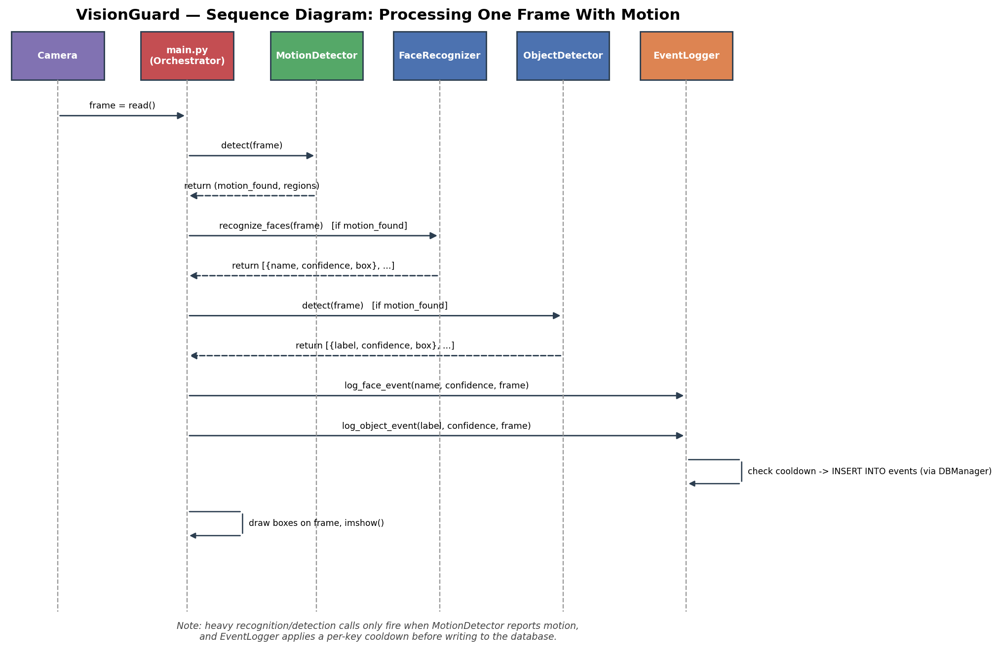 VisionGuard — Sequence Diagram: Processing One Frame With Motion
Camera
main.py
(Orchestrator)
MotionDetector
FaceRecognizer
ObjectDetector
EventLogger
frame = read()
detect(frame)
return (motion_found, regions)
recognize_faces(frame)   [if motion_found]
return [{name, confidence, box}, ...]
detect(frame)   [if motion_found]
return [{label, confidence, box}, ...]
log_face_event(name, confidence, frame)
log_object_event(label, confidence, frame)
check cooldown -> INSERT INTO events (via DBManager)
draw boxes on frame, imshow()
Note: heavy recognition/detection calls only fire when MotionDetector reports motion,
and EventLogger applies a per-key cooldown before writing to the database.